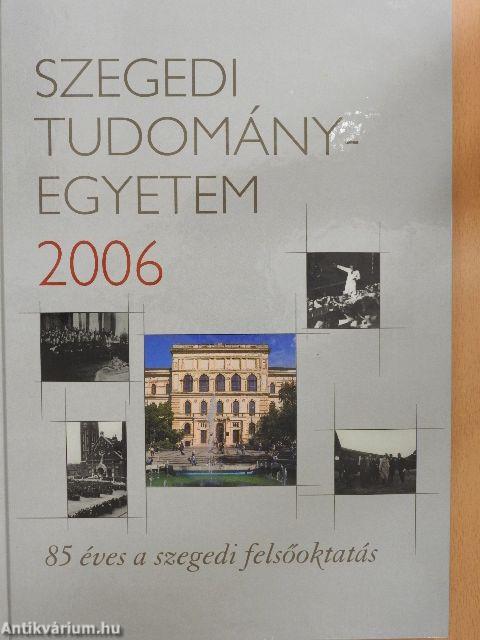 SZEGEDI
TUDOMÁNY-
EGYETEM
2006
85 éves a szegedi felsőoktatás
Antikvárium.hu